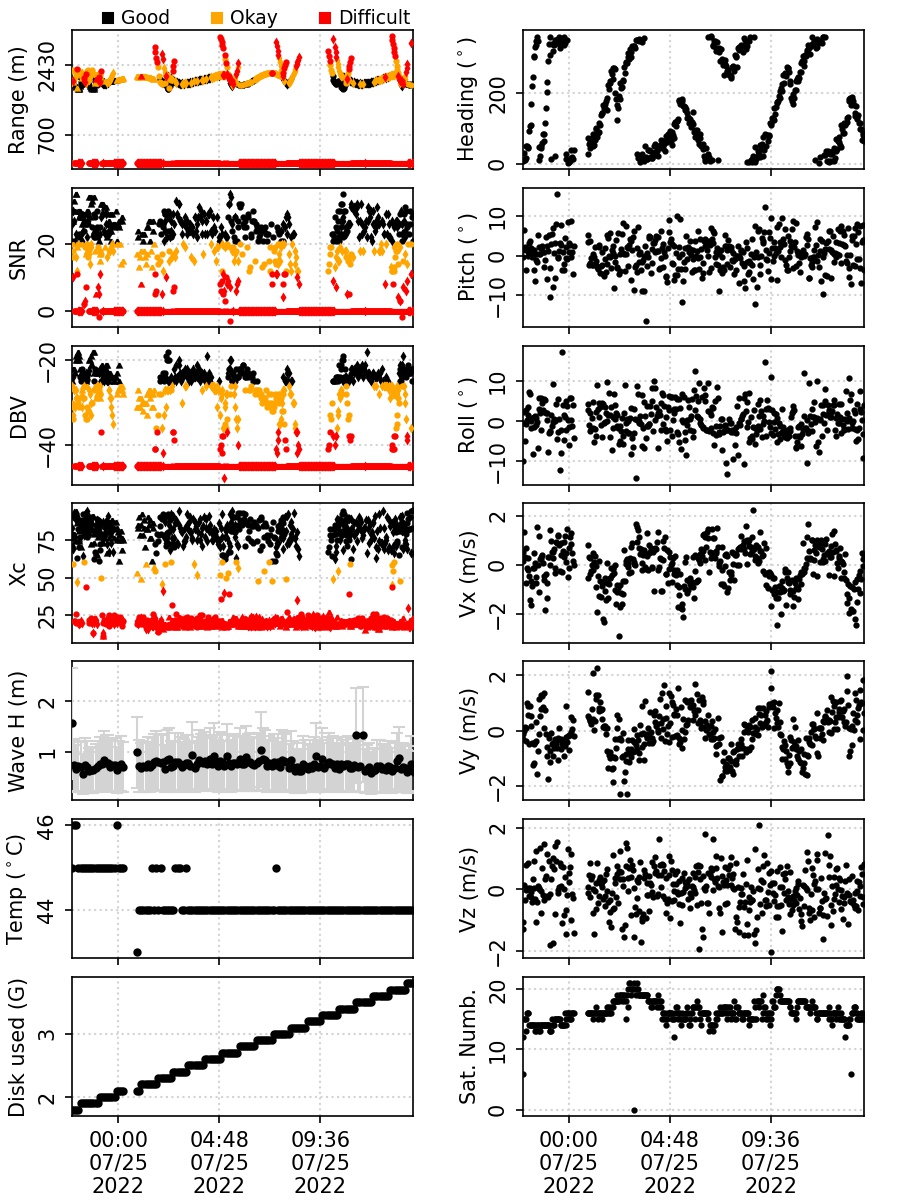 Good Okay Difficult
Range (m)
2430
700
Heading (°)
200
0
SNR
20
0
Pitch (°)
10
0
−10
DBV
−20
−40
Roll (°)
10
0
−10
Xc
75
50
25
Vx (m/s)
2
0
−2
Wave H (m)
2
1
Vy (m/s)
2
0
−2
Temp (°C)
46
44
Vz (m/s)
2
0
−2
Disk used (G)
3
2
Sat. Numb.
20
10
0
00:00 04:48 09:36 00:00 04:48 09:36
07/25 07/25 07/25 07/25 07/25 07/25
2022 2022 2022 2022 2022 2022